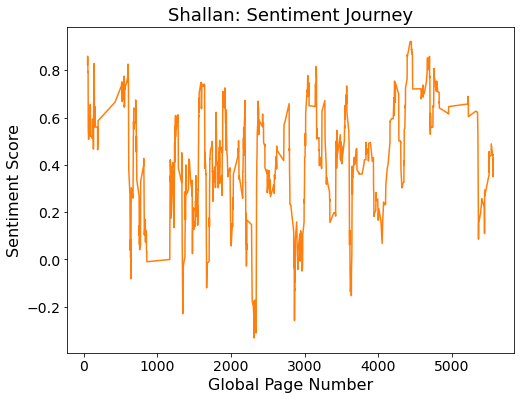 Shallan: Sentiment Journey
Sentiment Score
0.8
0.6
0.4
0.2
0.0
−0.2
0 1000 2000 3000 4000 5000
Global Page Number